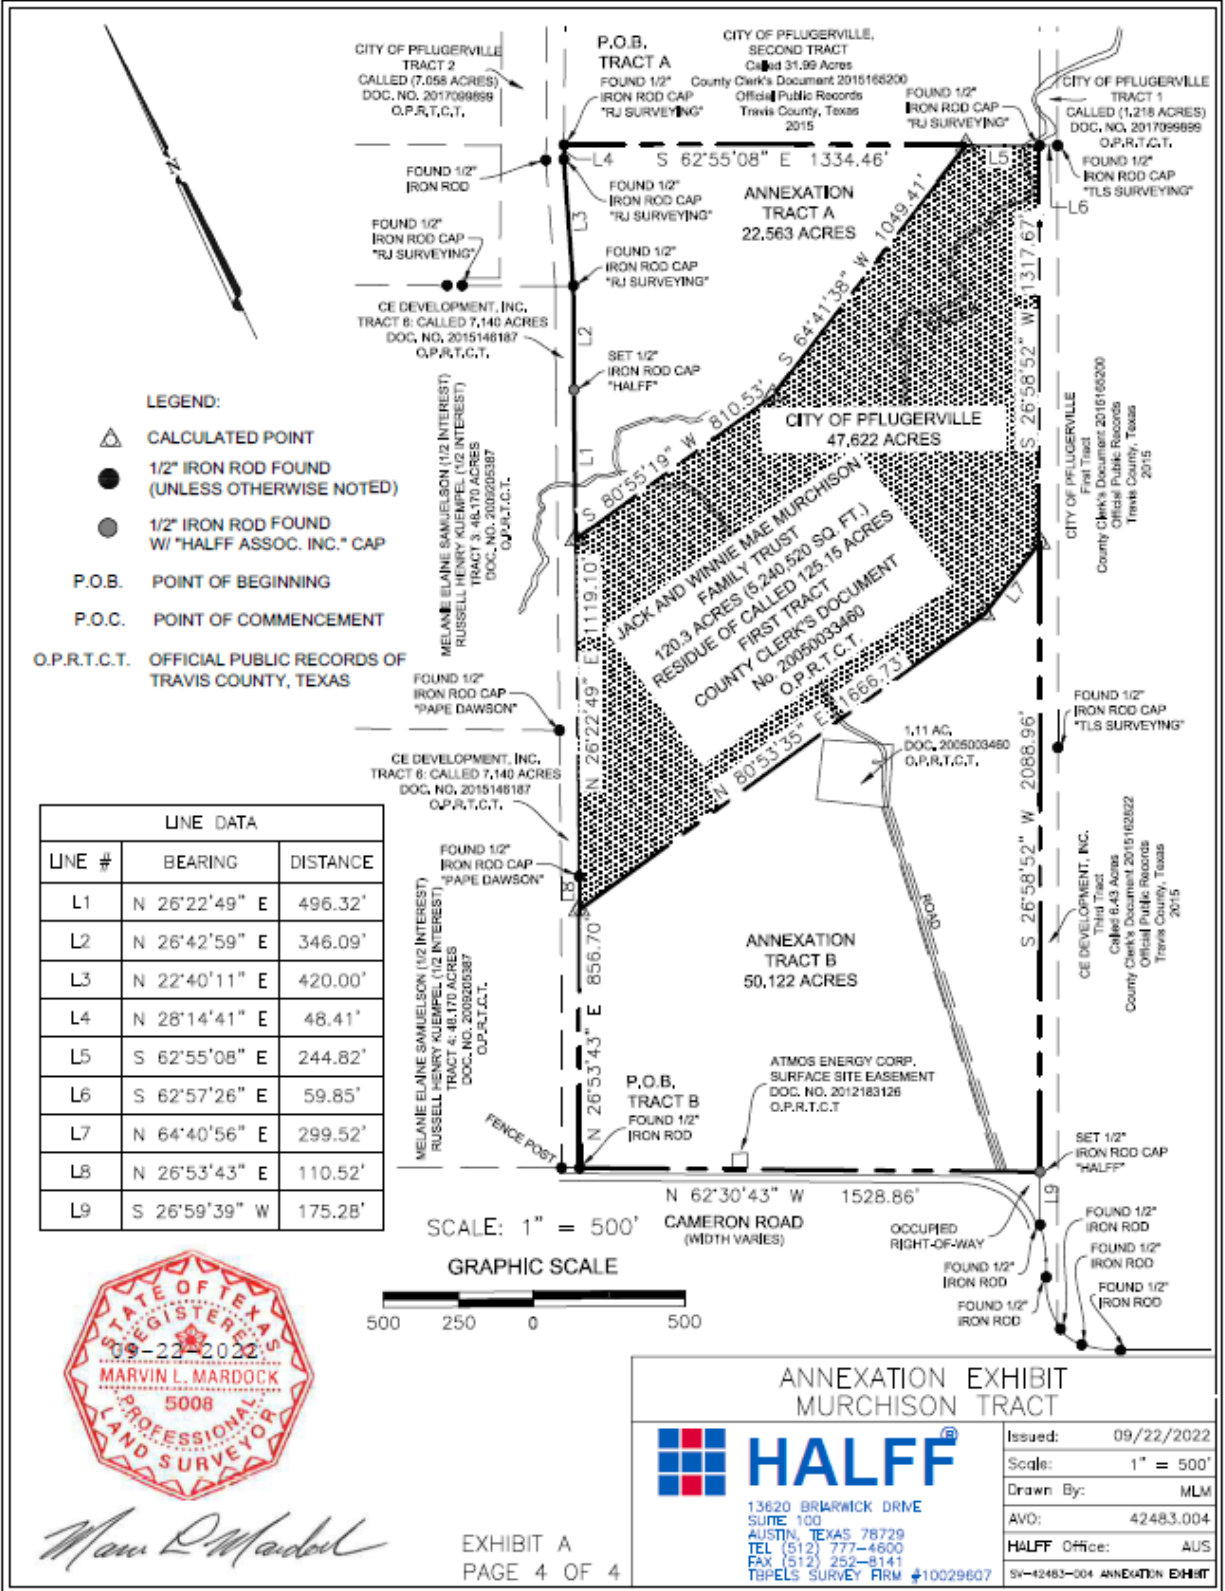 CITY OF PFLUGERVILLE
TRACT 2
CALLED (7.058 ACRES)
DOC. NO. 2017099899
O.P.R.T.C.T.
P.O.B.
TRACT A
FOUND 1/2"
IRON ROD CAP
"RJ SURVEYING"
CITY OF PFLUGERVILLE,
SECOND TRACT
Called 31.99 Acres
County Clerk's Document 2015165200
Official Public Records
Travis County, Texas
2015
FOUND 1/2"
IRON ROD CAP
"RJ SURVEYING"
CITY OF PFLUGERVILLE
TRACT 1
CALLED (1.218 ACRES)
DOC. NO. 2017099899
O.P.R.T.C.T.
FOUND 1/2"
IRON ROD CAP
"TLS SURVEYING"
N
L4
S 62°55'08" E 1334.46'
L5
L6
FOUND 1/2"
IRON ROD
FOUND 1/2"
IRON ROD CAP
"RJ SURVEYING"
L3
FOUND 1/2"
IRON ROD CAP
"RJ SURVEYING"
FOUND 1/2"
IRON ROD CAP
"RJ SURVEYING"
ANNEXATION
TRACT A
22.563 ACRES
S 64°41'38" W 1049.41'
S 26°58'52" W 1317.67'
CE DEVELOPMENT, INC.
TRACT 6: CALLED 7.140 ACRES
DOC. NO. 2015146187
O.P.R.T.C.T.
L2
SET 1/2"
IRON ROD CAP
"HALFF"
L1
S 80°55'19" W 810.53'
CITY OF PFLUGERVILLE
47.622 ACRES
CITY OF PFLUGERVILLE
First Tract
County Clerk's Document 2015165200
Official Public Records
Travis County, Texas
2015
LEGEND:
CALCULATED POINT
1/2" IRON ROD FOUND
(UNLESS OTHERWISE NOTED)
1/2" IRON ROD FOUND
W/ "HALFF ASSOC. INC." CAP
P.O.B. POINT OF BEGINNING
P.O.C. POINT OF COMMENCEMENT
O.P.R.T.C.T. OFFICIAL PUBLIC RECORDS OF
TRAVIS COUNTY, TEXAS
MELANIE ELAINE SAMUELSON (1/2 INTEREST)
RUSSELL HENRY KUEMPEL (1/2 INTEREST)
TRACT 3: 48.170 ACRES
DOC. NO. 2009205387
O.P.R.T.C.T.
JACK AND WINNIE MAE MURCHISON
FAMILY TRUST
120.3 ACRES (5,240,520 SQ. FT.)
RESIDUE OF CALLED 125.15 ACRES
FIRST TRACT
COUNTY CLERK'S DOCUMENT
No. 20050033460
O.P.R.T.C.T.
N 26°22'49" E 1119.10'
L7
N 80°53'35" E 1666.73'
FOUND 1/2"
IRON ROD CAP
"PAPE DAWSON"
1.11 AC.
DOC. 2005003460
O.P.R.T.C.T.
FOUND 1/2"
IRON ROD CAP
"TLS SURVEYING"
CE DEVELOPMENT, INC.
TRACT 6: CALLED 7.140 ACRES
DOC. NO. 2015146187
O.P.R.T.C.T.
FOUND 1/2"
IRON ROD CAP
"PAPE DAWSON"
L8
S 26°58'52" W 2088.96'
CE DEVELOPMENT, INC.
Third Tract
Called 6.43 Acres
County Clerk's Document 2015162822
Official Public Records
Travis County, Texas
2015
ROAD
LINE DATA
LINE # BEARING DISTANCE
L1 N 26°22'49" E 496.32'
L2 N 26°42'59" E 346.09'
L3 N 22°40'11" E 420.00'
L4 N 28°14'41" E 48.41'
L5 S 62°55'08" E 244.82'
L6 S 62°57'26" E 59.85'
L7 N 64°40'56" E 299.52'
L8 N 26°53'43" E 110.52'
L9 S 26°59'39" W 175.28'
MELANIE ELAINE SAMUELSON (1/2 INTEREST)
RUSSELL HENRY KUEMPEL (1/2 INTEREST)
TRACT 4: 48.170 ACRES
DOC. NO. 2009205387
O.P.R.T.C.T.
N 26°53'43" E 856.70'
ANNEXATION
TRACT B
50.122 ACRES
ATMOS ENERGY CORP.
SURFACE SITE EASEMENT
DOC. NO. 2012183126
O.P.R.T.C.T
P.O.B.
TRACT B
FOUND 1/2"
IRON ROD
FENCE POST
SET 1/2"
IRON ROD CAP
"HALFF"
N 62°30'43" W 1528.86'
CAMERON ROAD
(WIDTH VARIES)
L9
OCCUPIED
RIGHT-OF-WAY
FOUND 1/2"
IRON ROD
FOUND 1/2"
IRON ROD
FOUND 1/2"
IRON ROD
FOUND 1/2"
IRON ROD
FOUND 1/2"
IRON ROD
SCALE: 1" = 500'
GRAPHIC SCALE
500 250 0 500
STATE OF TEXAS
REGISTERED
09-22-2022
MARVIN L. MARDOCK
5008
PROFESSIONAL
LAND SURVEYOR
EXHIBIT A
PAGE 4 OF 4
ANNEXATION EXHIBIT
MURCHISON TRACT
HALFF®
13620 BRIARWICK DRIVE
SUITE 100
AUSTIN, TEXAS 78729
TEL (512) 777-4600
FAX (512) 252-8141
TBPELS SURVEY FIRM #10029607
Issued: 09/22/2022
Scale: 1" = 500'
Drawn By: MLM
AVO: 42483.004
HALFF Office: AUS
SV-42483-004 ANNEXATION EXHIBIT